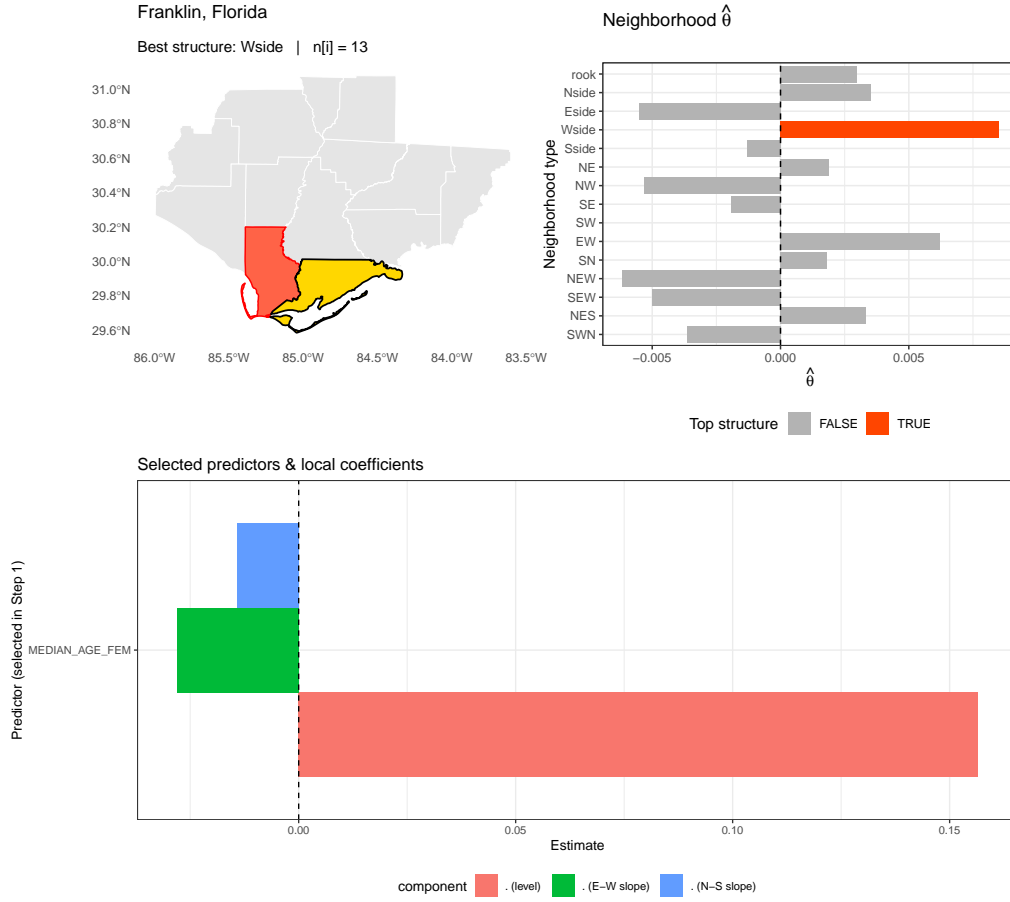 Franklin, Florida
Best structure: Wside | n[i] = 13
31.0°N
30.8°N
30.6°N
30.4°N
30.2°N
30.0°N
29.8°N
29.6°N
86.0°W 85.5°W 85.0°W 84.5°W 84.0°W 83.5°W
Neighborhood θ̂
Neighborhood type
rook
Nside
Eside
Wside
Sside
NE
NW
SE
SW
EW
SN
NEW
SEW
NES
SWN
−0.005 0.000 0.005
θ̂
Top structure FALSE TRUE
Selected predictors & local coefficients
Predictor (selected in Step 1)
MEDIAN_AGE_FEM
0.00 0.05 0.10 0.15
Estimate
component . (level) . (E−W slope) . (N−S slope)